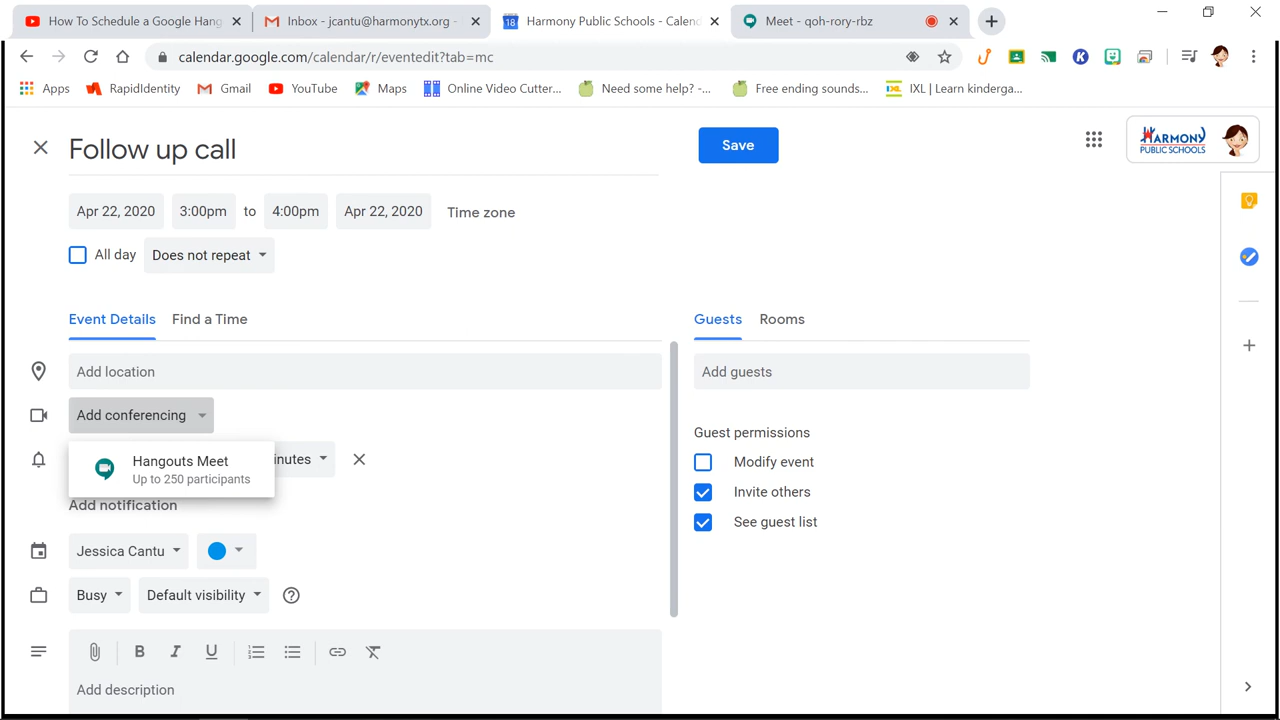 How To Schedule a Google Hang
Inbox - jcantu@harmonytx.org -
18
Harmony Public Schools - Calend
Meet - qoh-rory-rbz
calendar.google.com/calendar/r/eventedit?tab=mc
Apps
RapidIdentity
Gmail
YouTube
Maps
Online Video Cutter...
Need some help? -...
Free ending sounds...
IXL | Learn kinderga...
Follow up call
Save
HARMONY
PUBLIC SCHOOLS
Apr 22, 2020
3:00pm
to
4:00pm
Apr 22, 2020
Time zone
All day
Does not repeat
Event Details
Find a Time
Guests
Rooms
Add location
Add guests
Add conferencing
Guest permissions
Hangouts Meet
Up to 250 participants
inutes
Modify event
Invite others
Add notification
See guest list
Jessica Cantu
Busy
Default visibility
B
I
U
Add description